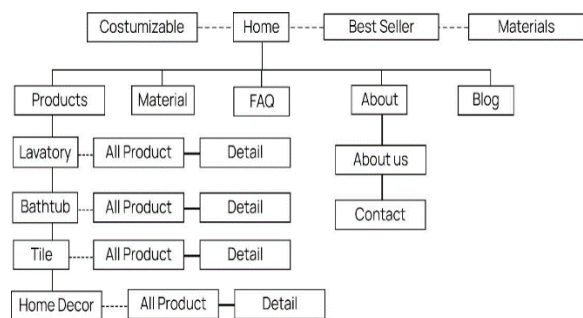 Costumizable
Home
Best Seller
Materials
Products
Material
FAQ
About
Blog
Lavatory
All Product
Detail
About us
Bathtub
All Product
Detail
Contact
Tile
All Product
Detail
Home Decor
All Product
Detail